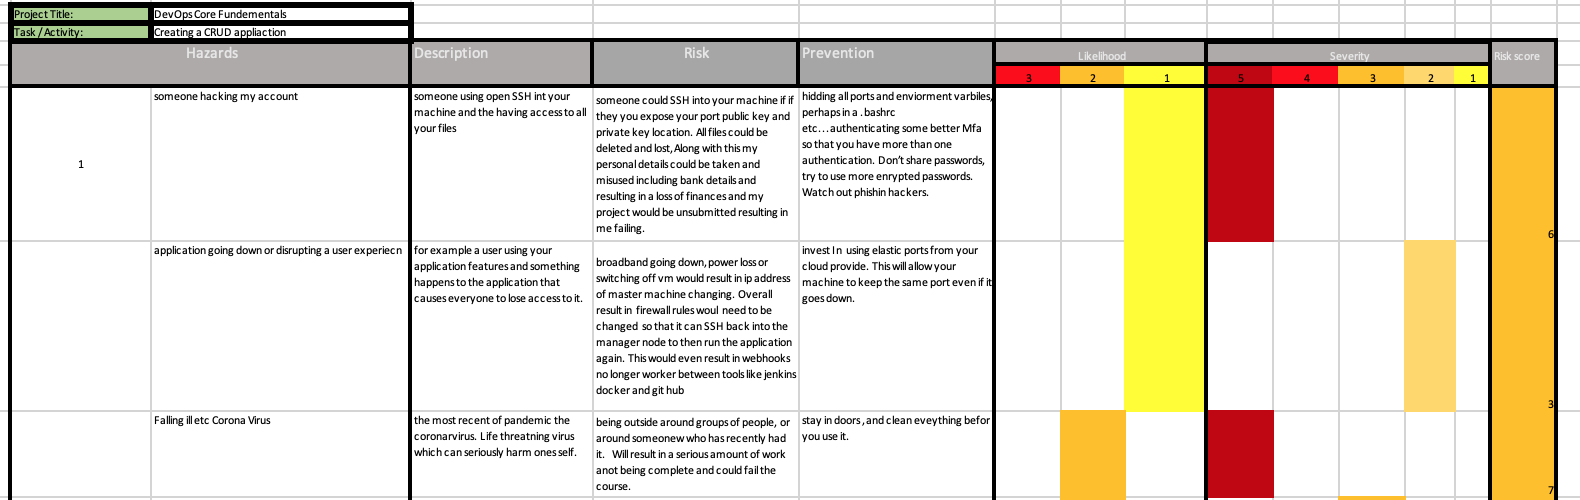 Project Title: DevOps Core Fundementals
Task / Activity: Creating a CRUD appliaction
Hazards Description Risk Prevention Likelihood Severity Risk score
3 2 1 5 4 3 2 1
1
someone hacking my account
someone using open SSH int your
machine and the having access to all
your files
someone could SSH into your machine if if
they you expose your port public key and
private key location. All files could be
deleted and lost, Along with this my
personal details could be taken and
misused including bank details and
resulting in a loss of finances and my
project would be unsubmitted resulting in
me failing.
hidding all ports and enviorment varbiles,
perhaps in a .bashrc
etc... authenticating some better Mfa
so that you have more than one
authentication. Don't share passwords,
try to use more enrypted passwords.
Watch out phishin hackers.
6
application going down or disrupting a user experiecn
for example a user using your
application features and something
happens to the application that
causes everyone to lose access to it.
broadband going down, power loss or
switching off vm would result in ip address
of master machine changing. Overall
result in firewall rules woul need to be
changed so that it can SSH back into the
manager node to then run the application
again. This would even result in webhooks
no longer worker between tools like jenkins
docker and git hub
invest In using elastic ports from your
cloud provide. This will allow your
machine to keep the same port even if it
goes down.
3
Falling ill etc Corona Virus
the most recent of pandemic the
coronarvirus. Life threatning virus
which can seriously harm ones self.
being outside around groups of people, or
around someonew who has recently had
it. Will result in a serious amount of work
anot being complete and could fail the
course.
stay in doors, and clean eveything befor
you use it.
7